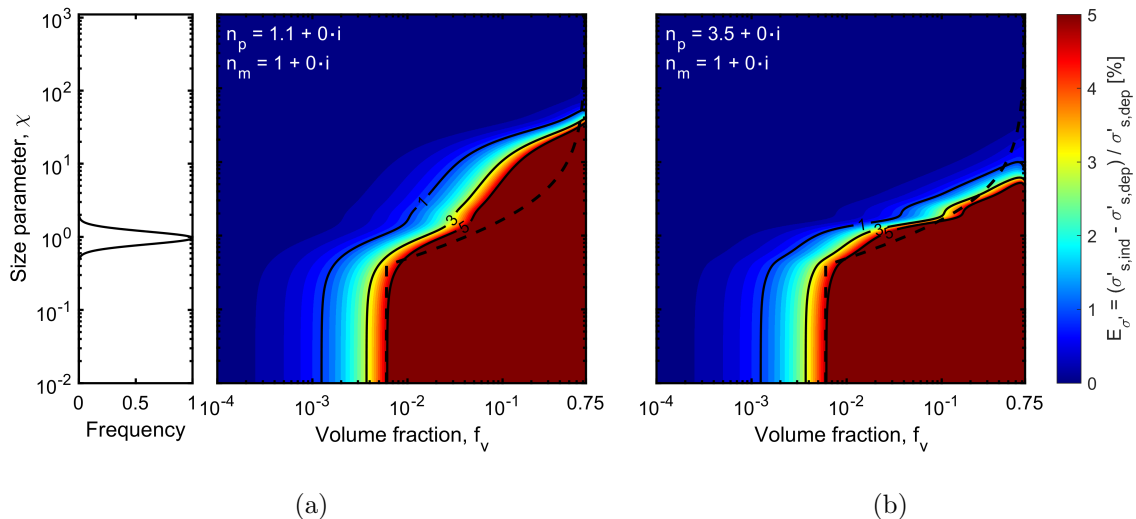 10³
10²
10¹
10⁰
10⁻¹
10⁻²
Size parameter, χ
0 0.5 1
Frequency
n_p = 1.1 + 0·i
n_m = 1 + 0·i
1
3
5
10⁻⁴ 10⁻³ 10⁻² 10⁻¹ 0.75
Volume fraction, f_v
(a)
n_p = 3.5 + 0·i
n_m = 1 + 0·i
1
3
5
10⁻⁴ 10⁻³ 10⁻² 10⁻¹ 0.75
Volume fraction, f_v
(b)
5
4
3
2
1
0
E_σ' = (σ'_s,ind - σ'_s,dep) / σ'_s,dep [%]